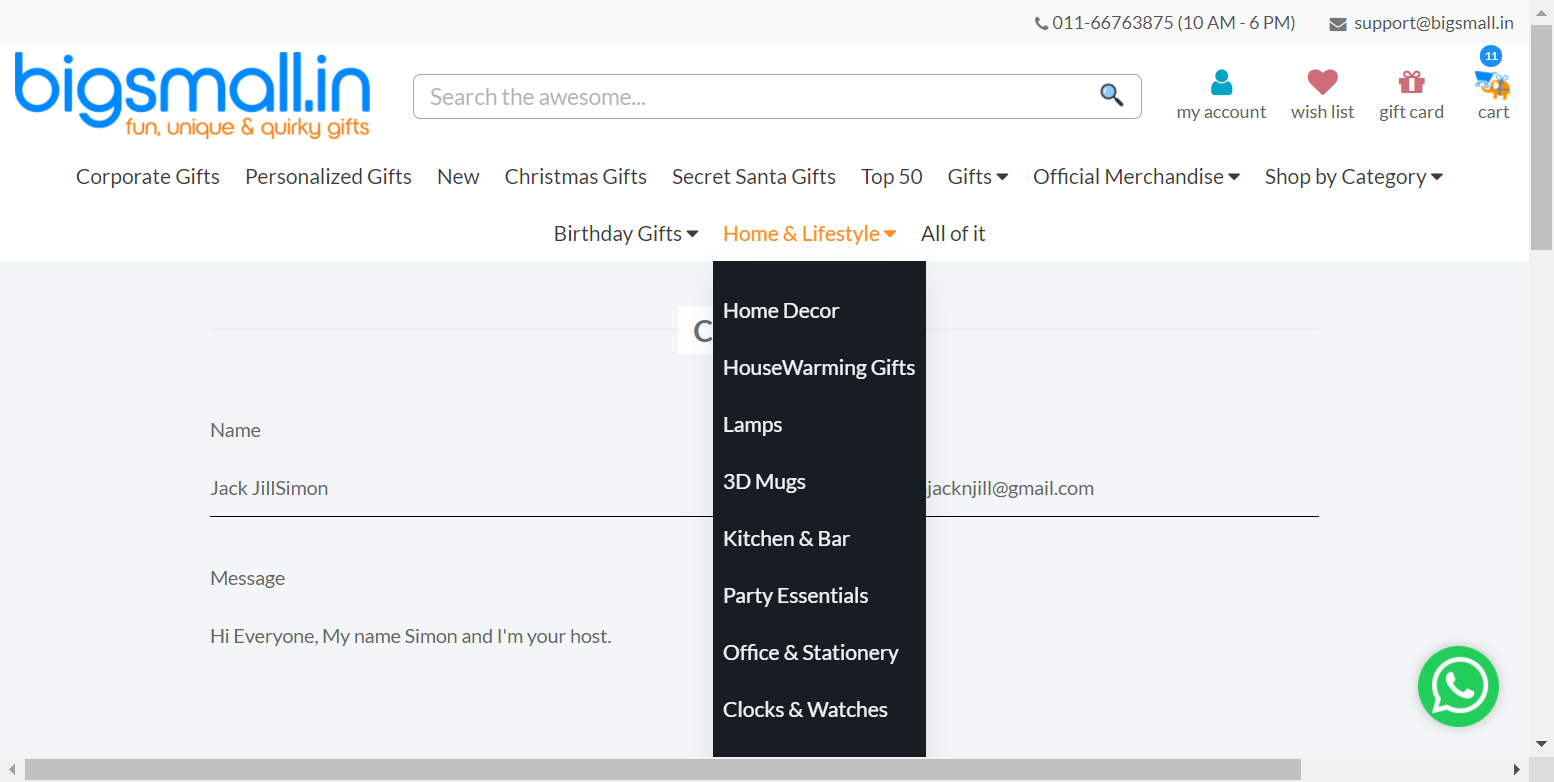 011-66763875 (10 AM - 6 PM) support@bigsmall.in
bigsmall.in
fun, unique & quirky gifts
Search the awesome...
11
my account wish list gift card cart
Corporate Gifts Personalized Gifts New Christmas Gifts Secret Santa Gifts Top 50 Gifts Official Merchandise Shop by Category
Birthday Gifts Home & Lifestyle All of it
Home Decor
C
HouseWarming Gifts
Lamps
Name
3D Mugs
Jack JillSimon
jacknjill@gmail.com
Kitchen & Bar
Message
Party Essentials
Hi Everyone, My name Simon and I'm your host.
Office & Stationery
Clocks & Watches